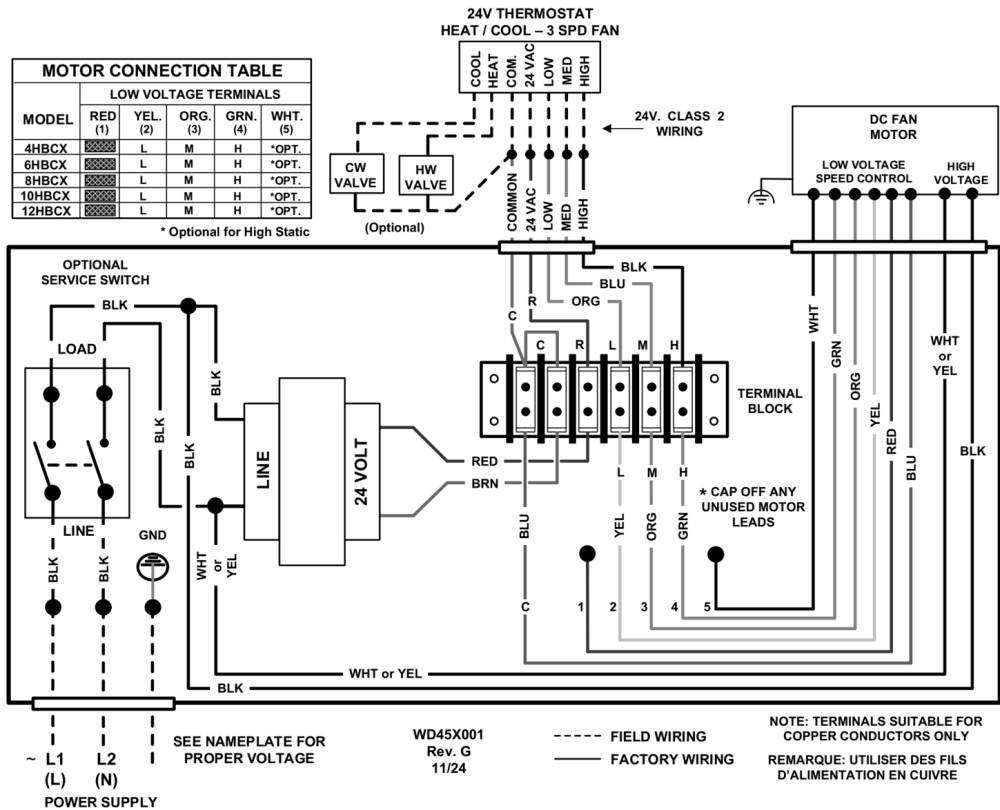 24V THERMOSTAT
HEAT / COOL – 3 SPD FAN
COOL
HEAT
COM.
24 VAC
LOW
MED
HIGH
MOTOR CONNECTION TABLE
LOW VOLTAGE TERMINALS
MODEL RED (1) YEL. (2) ORG. (3) GRN. (4) WHT. (5)
4HBCX L M H *OPT.
6HBCX L M H *OPT.
8HBCX L M H *OPT.
10HBCX L M H *OPT.
12HBCX L M H *OPT.
* Optional for High Static
24V. CLASS 2
WIRING
CW
VALVE
HW
VALVE
(Optional)
COMMON
24 VAC
LOW
MED
HIGH
DC FAN
MOTOR
LOW VOLTAGE
SPEED CONTROL
HIGH
VOLTAGE
OPTIONAL
SERVICE SWITCH
BLK
LOAD
LINE
BLK
BLK
BLK
BLK
BLK
GND
WHT or YEL
LINE
24 VOLT
RED
BRN
BLK
BLU
ORG
R
C
C R L M H
TERMINAL
BLOCK
L M H
BLU
YEL
ORG
GRN
* CAP OFF ANY
UNUSED MOTOR
LEADS
C 1 2 3 4 5
WHT
GRN
ORG
YEL
RED
BLU
WHT
or
YEL
BLK
WHT or YEL
BLK
~ L1 L2
(L) (N)
POWER SUPPLY
SEE NAMEPLATE FOR
PROPER VOLTAGE
WD45X001
Rev. G
11/24
FIELD WIRING
FACTORY WIRING
NOTE: TERMINALS SUITABLE FOR
COPPER CONDUCTORS ONLY
REMARQUE: UTILISER DES FILS
D'ALIMENTATION EN CUIVRE